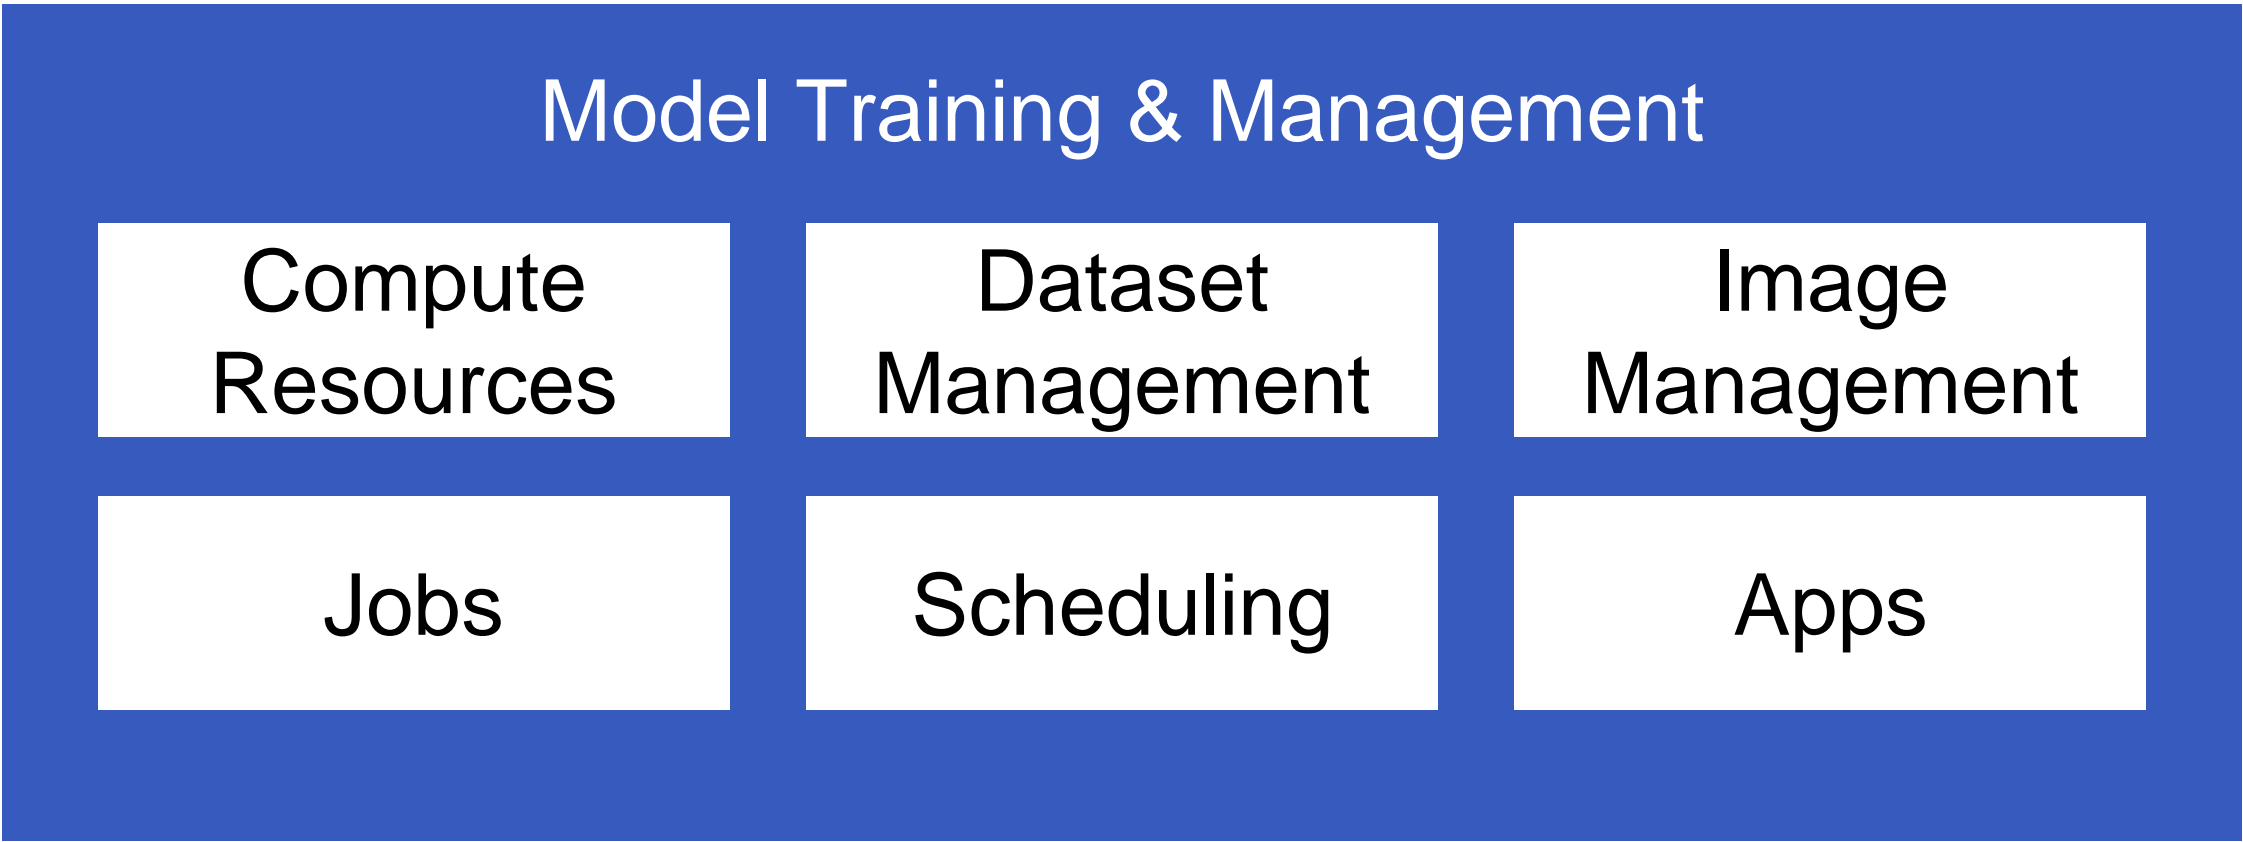 Model Training & Management
Compute
Resources
Dataset
Management
Image
Management
Jobs
Scheduling
Apps